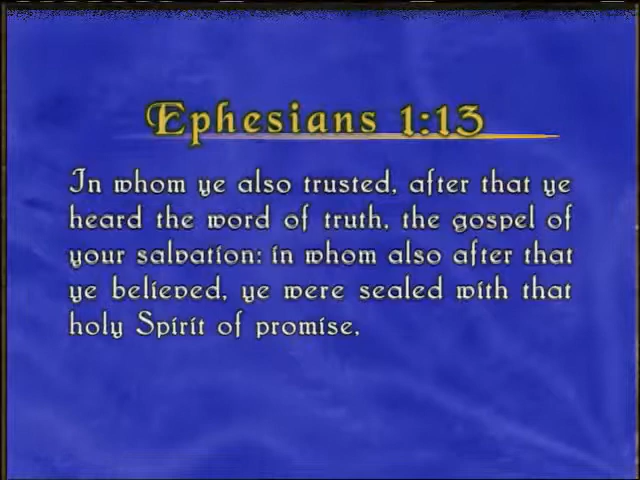 Ephesians 1:13
In whom ye also trusted, after that ye
heard the word of truth, the gospel of
your salvation: in whom also after that
ye believed, ye were sealed with that
holy Spirit of promise,